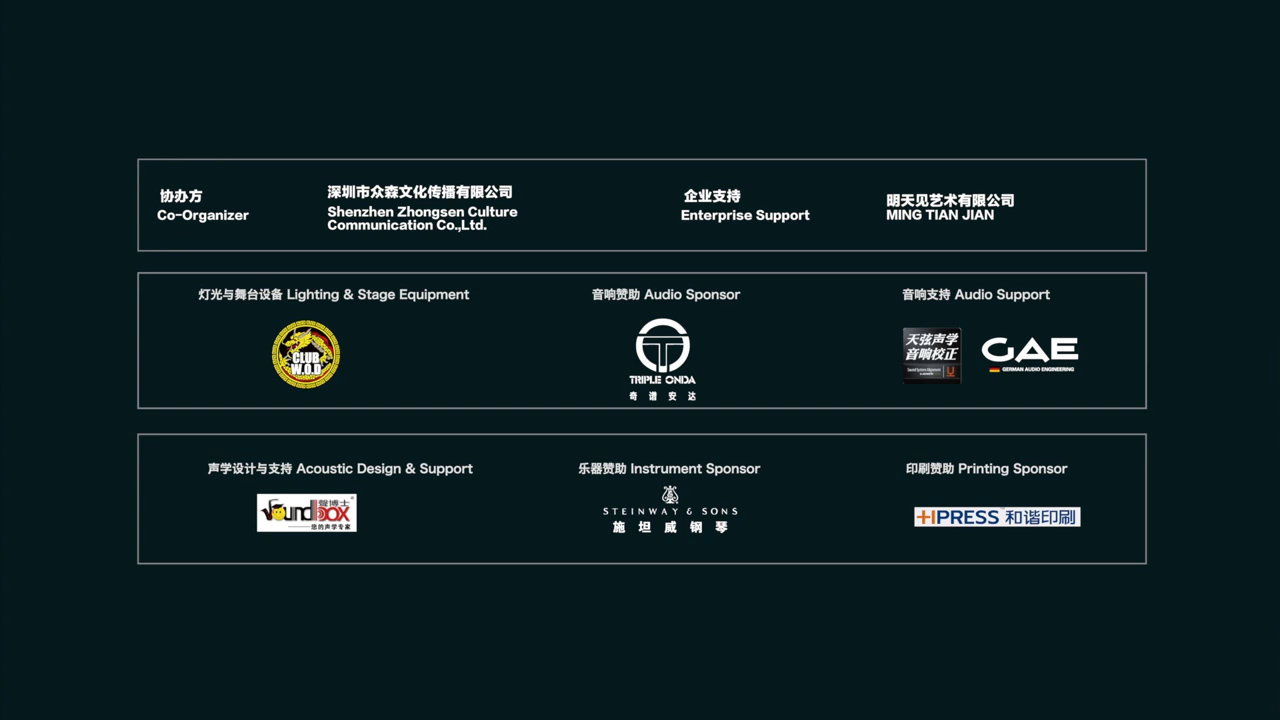 协办方
Co-Organizer
深圳市众森文化传播有限公司
Shenzhen Zhongsen Culture
Communication Co.,Ltd.
企业支持
Enterprise Support
明天见艺术有限公司
MING TIAN JIAN
灯光与舞台设备 Lighting & Stage Equipment
CLUB
W.O.D
音响赞助 Audio Sponsor
TRIPLE ONDA
奇谱安达
音响支持 Audio Support
天弦声学
音响校正
Sound System Alignment
GAE
GERMAN AUDIO ENGINEERING
声学设计与支持 Acoustic Design & Support
Soundbox
声博士
您的声学专家
乐器赞助 Instrument Sponsor
STEINWAY & SONS
施坦威钢琴
印刷赞助 Printing Sponsor
HIPRESS 和谐印刷